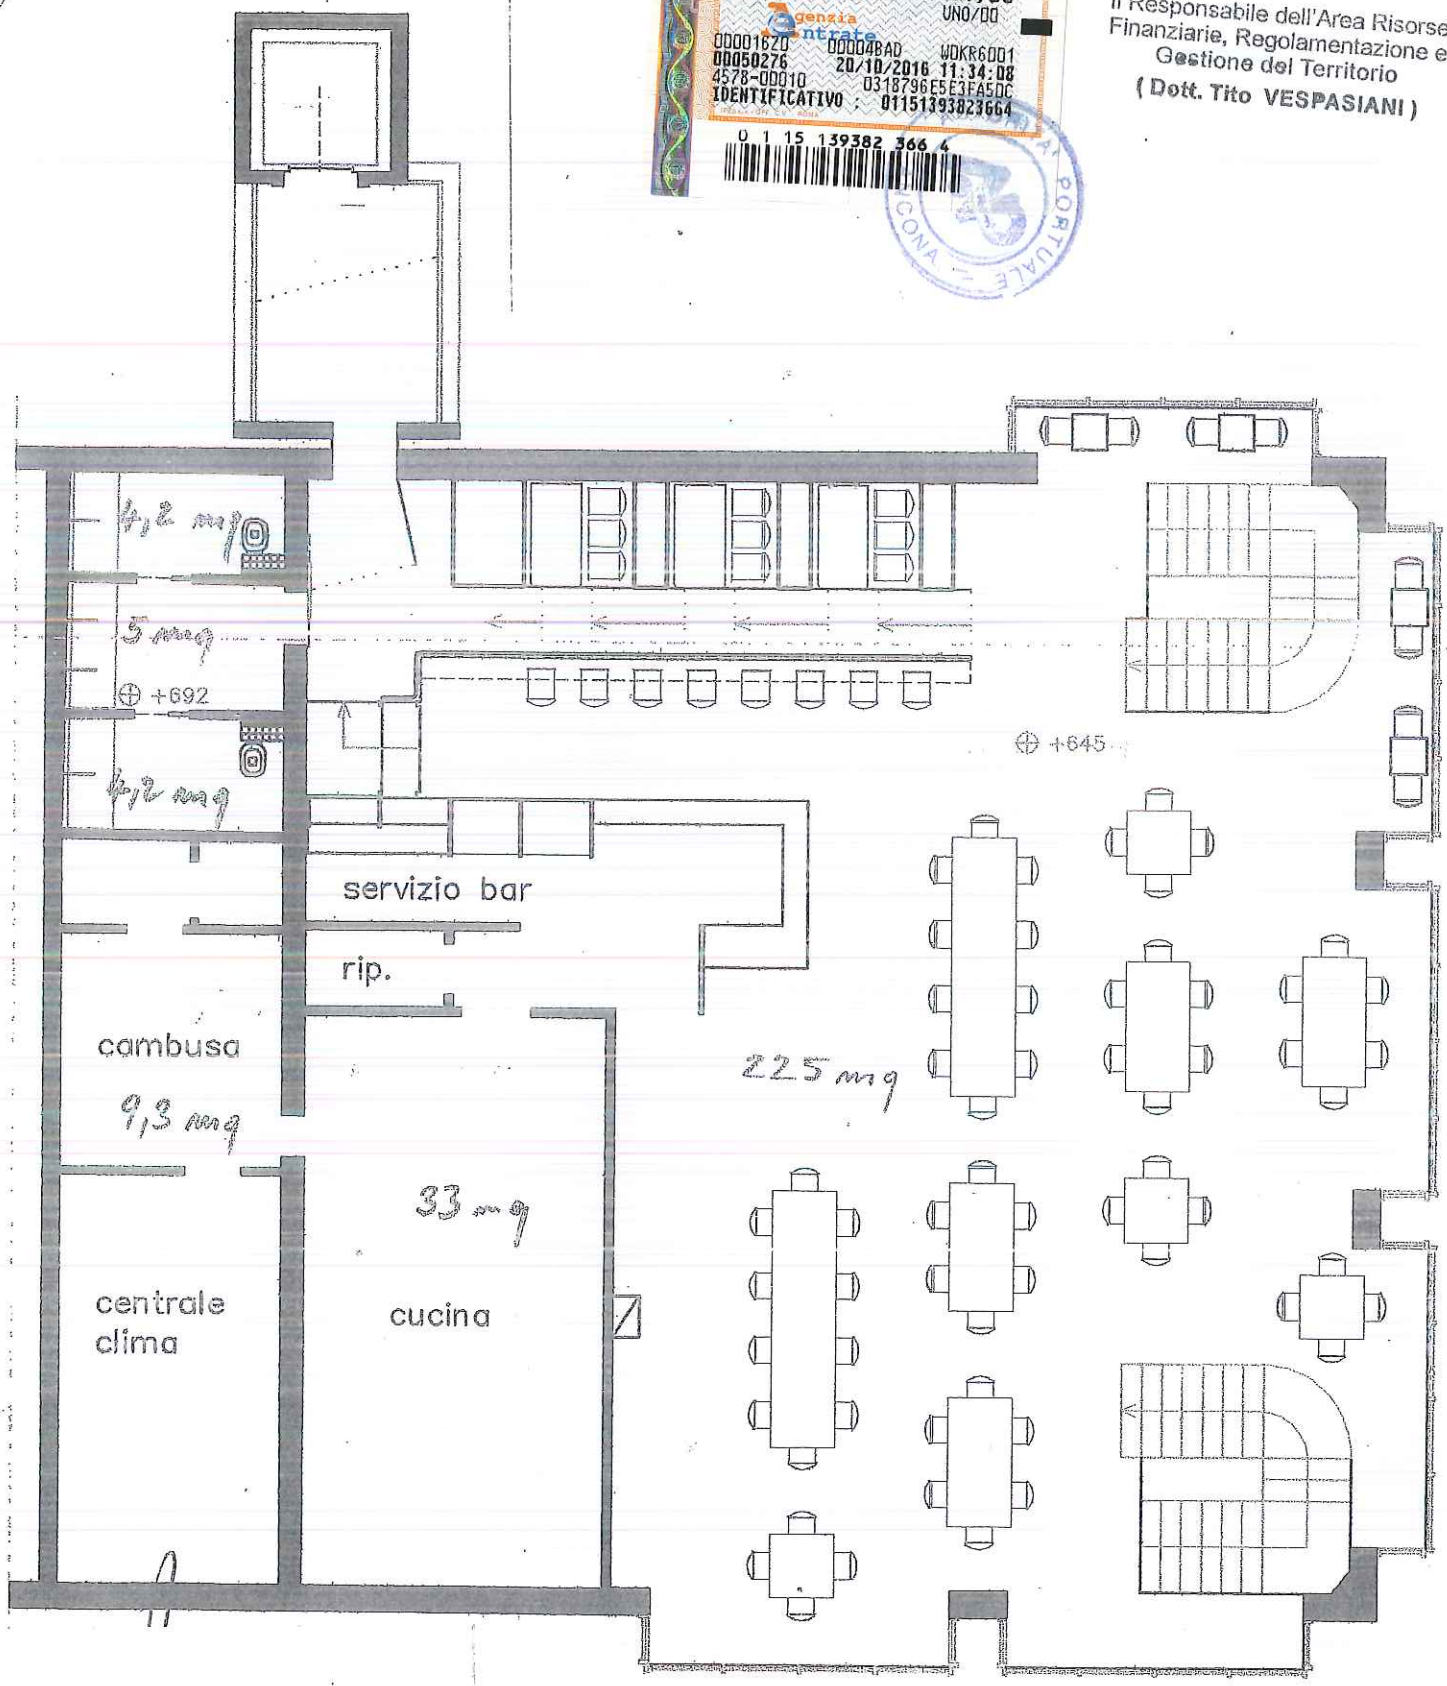 Agenzia
Entrate
UNO/00
00001620 00004BAD WDKR6001
00050276 20/10/2016 11:34:08
4578-00010 0318796E5E3FA5DC
IDENTIFICATIVO : 01151393823664
0 1 15 139382 366 4
Il Responsabile dell'Area Risorse
Finanziarie, Regolamentazione e
Gestione del Territorio
( Dott. Tito VESPASIANI )
PORTUALE
ANCONA
4,2 mq
5 mq
+692
4,2 mq
+645
servizio bar
rip.
cambusa
9,3 mq
225 mq
33 mq
centrale
clima
cucina